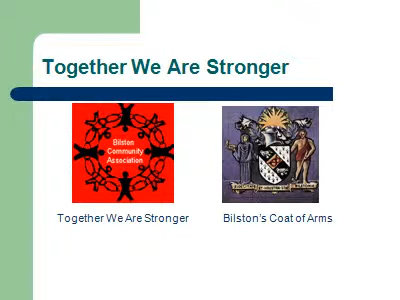 Together We Are Stronger
Bilston
Community
Association
Together We Are Stronger
Bilston's Coat of Arms